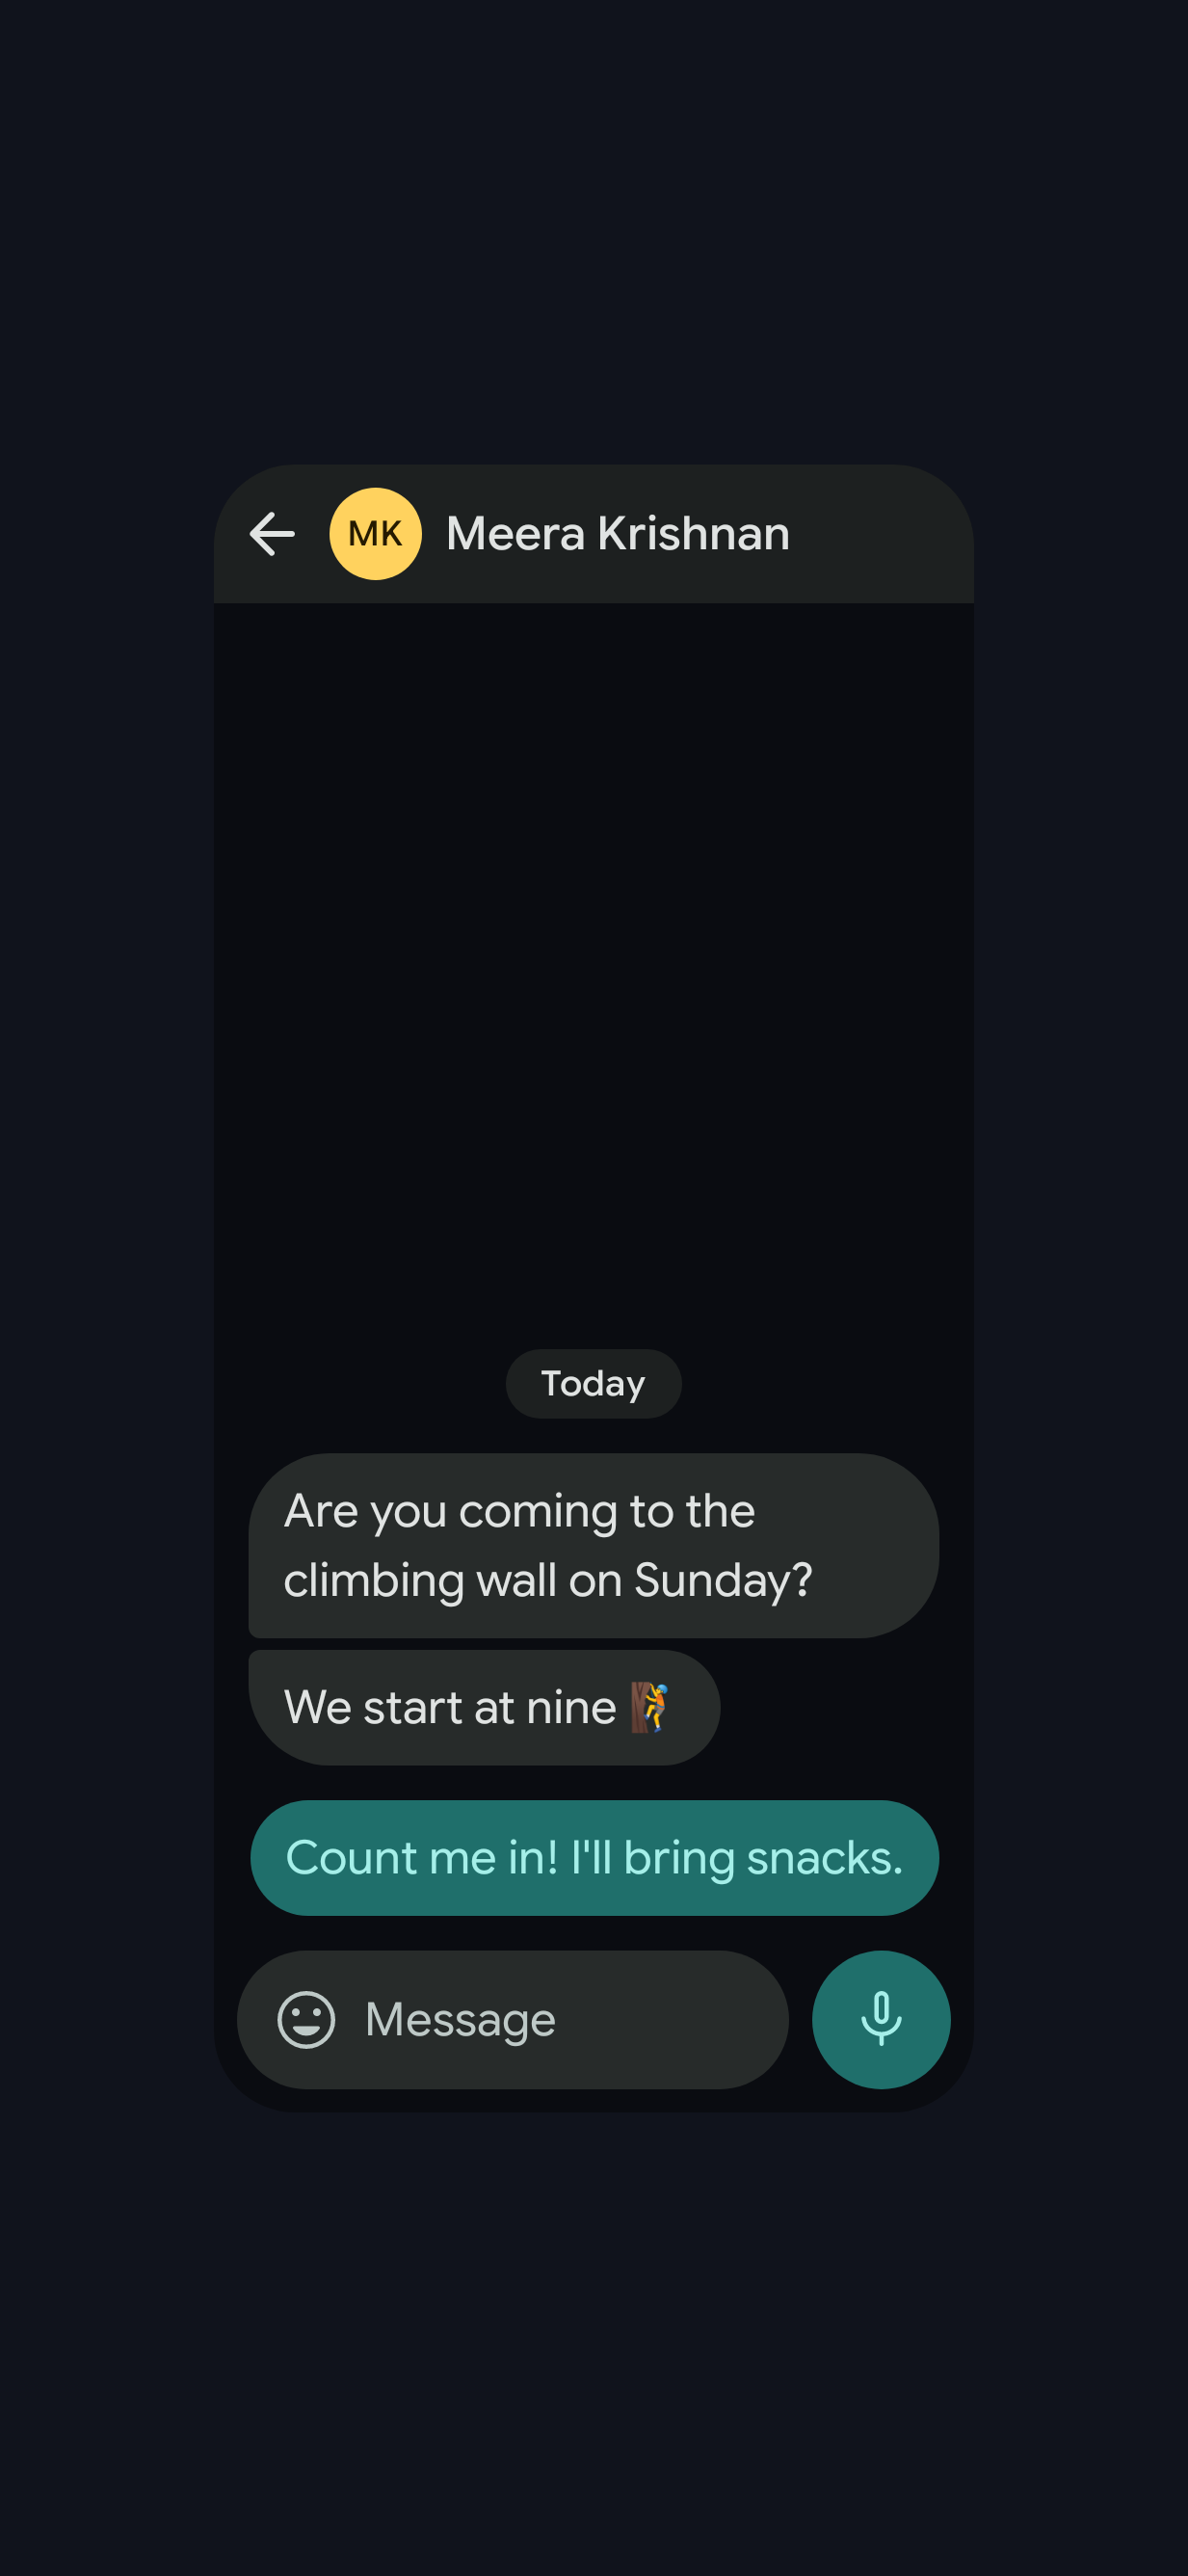 MK Meera Krishnan
Today
Are you coming to the
climbing wall on Sunday?
We start at nine 🧗
Count me in! I'll bring snacks.
Message